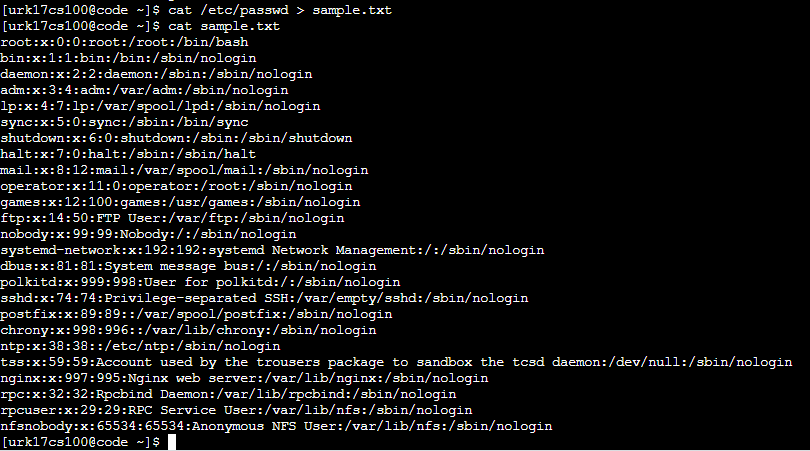 [urk17cs100@code ~]$ cat /etc/passwd > sample.txt
[urk17cs100@code ~]$ cat sample.txt
root:x:0:0:root:/root:/bin/bash
bin:x:1:1:bin:/bin:/sbin/nologin
daemon:x:2:2:daemon:/sbin:/sbin/nologin
adm:x:3:4:adm:/var/adm:/sbin/nologin
lp:x:4:7:lp:/var/spool/lpd:/sbin/nologin
sync:x:5:0:sync:/sbin:/bin/sync
shutdown:x:6:0:shutdown:/sbin:/sbin/shutdown
halt:x:7:0:halt:/sbin:/sbin/halt
mail:x:8:12:mail:/var/spool/mail:/sbin/nologin
operator:x:11:0:operator:/root:/sbin/nologin
games:x:12:100:games:/usr/games:/sbin/nologin
ftp:x:14:50:FTP User:/var/ftp:/sbin/nologin
nobody:x:99:99:Nobody:/:/sbin/nologin
systemd-network:x:192:192:systemd Network Management:/:/sbin/nologin
dbus:x:81:81:System message bus:/:/sbin/nologin
polkitd:x:999:998:User for polkitd:/:/sbin/nologin
sshd:x:74:74:Privilege-separated SSH:/var/empty/sshd:/sbin/nologin
postfix:x:89:89::/var/spool/postfix:/sbin/nologin
chrony:x:998:996::/var/lib/chrony:/sbin/nologin
ntp:x:38:38::/etc/ntp:/sbin/nologin
tss:x:59:59:Account used by the trousers package to sandbox the tcsd daemon:/dev/null:/sbin/nologin
nginx:x:997:995:Nginx web server:/var/lib/nginx:/sbin/nologin
rpc:x:32:32:Rpcbind Daemon:/var/lib/rpcbind:/sbin/nologin
rpcuser:x:29:29:RPC Service User:/var/lib/nfs:/sbin/nologin
nfsnobody:x:65534:65534:Anonymous NFS User:/var/lib/nfs:/sbin/nologin
[urk17cs100@code ~]$